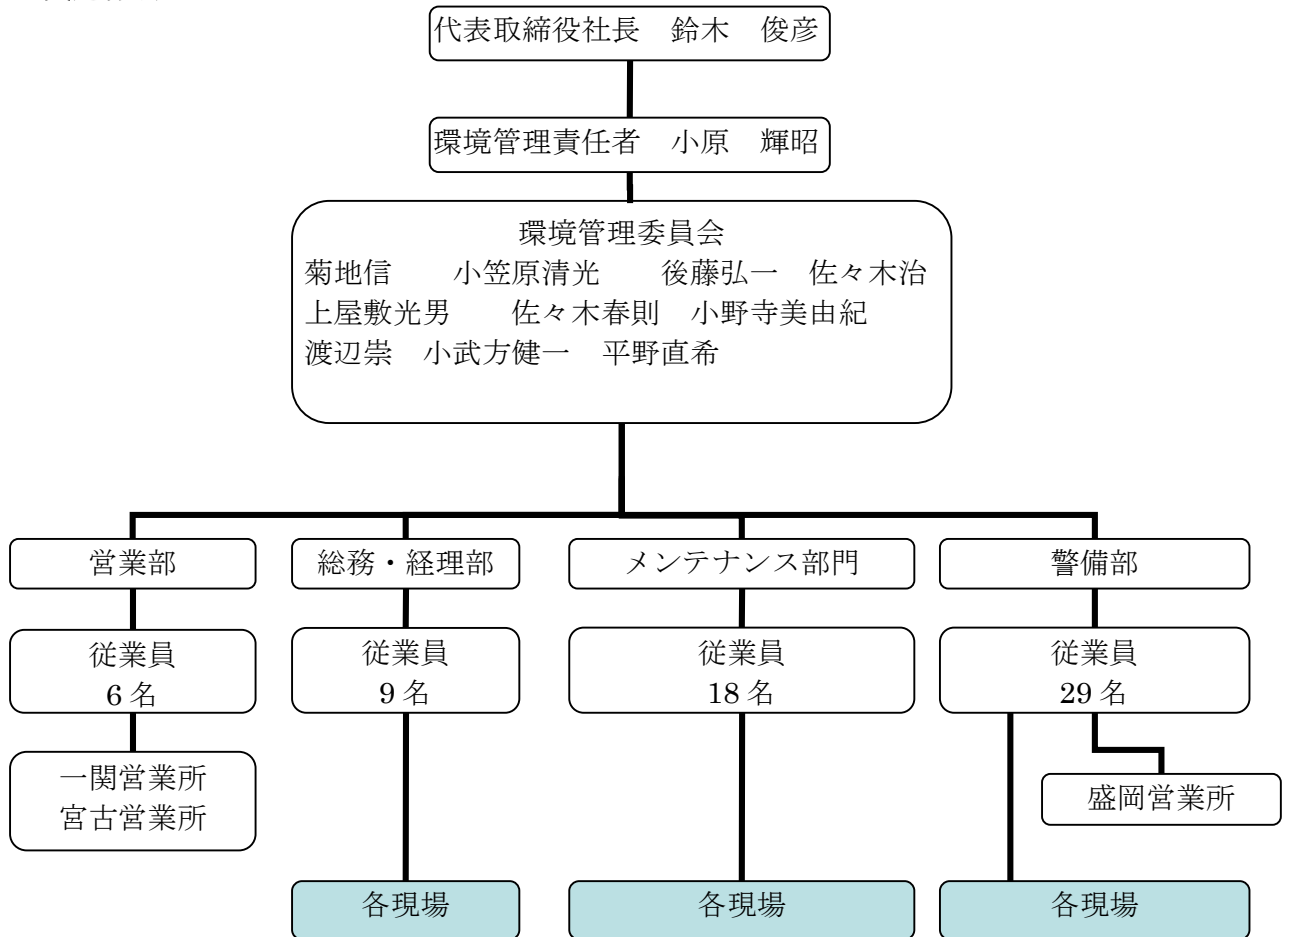 代表取締役社長　鈴木　俊彦
環境管理責任者　小原　輝昭
環境管理委員会
菊地信　　小笠原清光　　後藤弘一　佐々木治
上屋敷光男　　佐々木春則　小野寺美由紀
渡辺崇　小武方健一　平野直希
営業部
総務・経理部
メンテナンス部門
警備部
従業員
6 名
従業員
9 名
従業員
18 名
従業員
29 名
一関営業所
宮古営業所
盛岡営業所
各現場
各現場
各現場